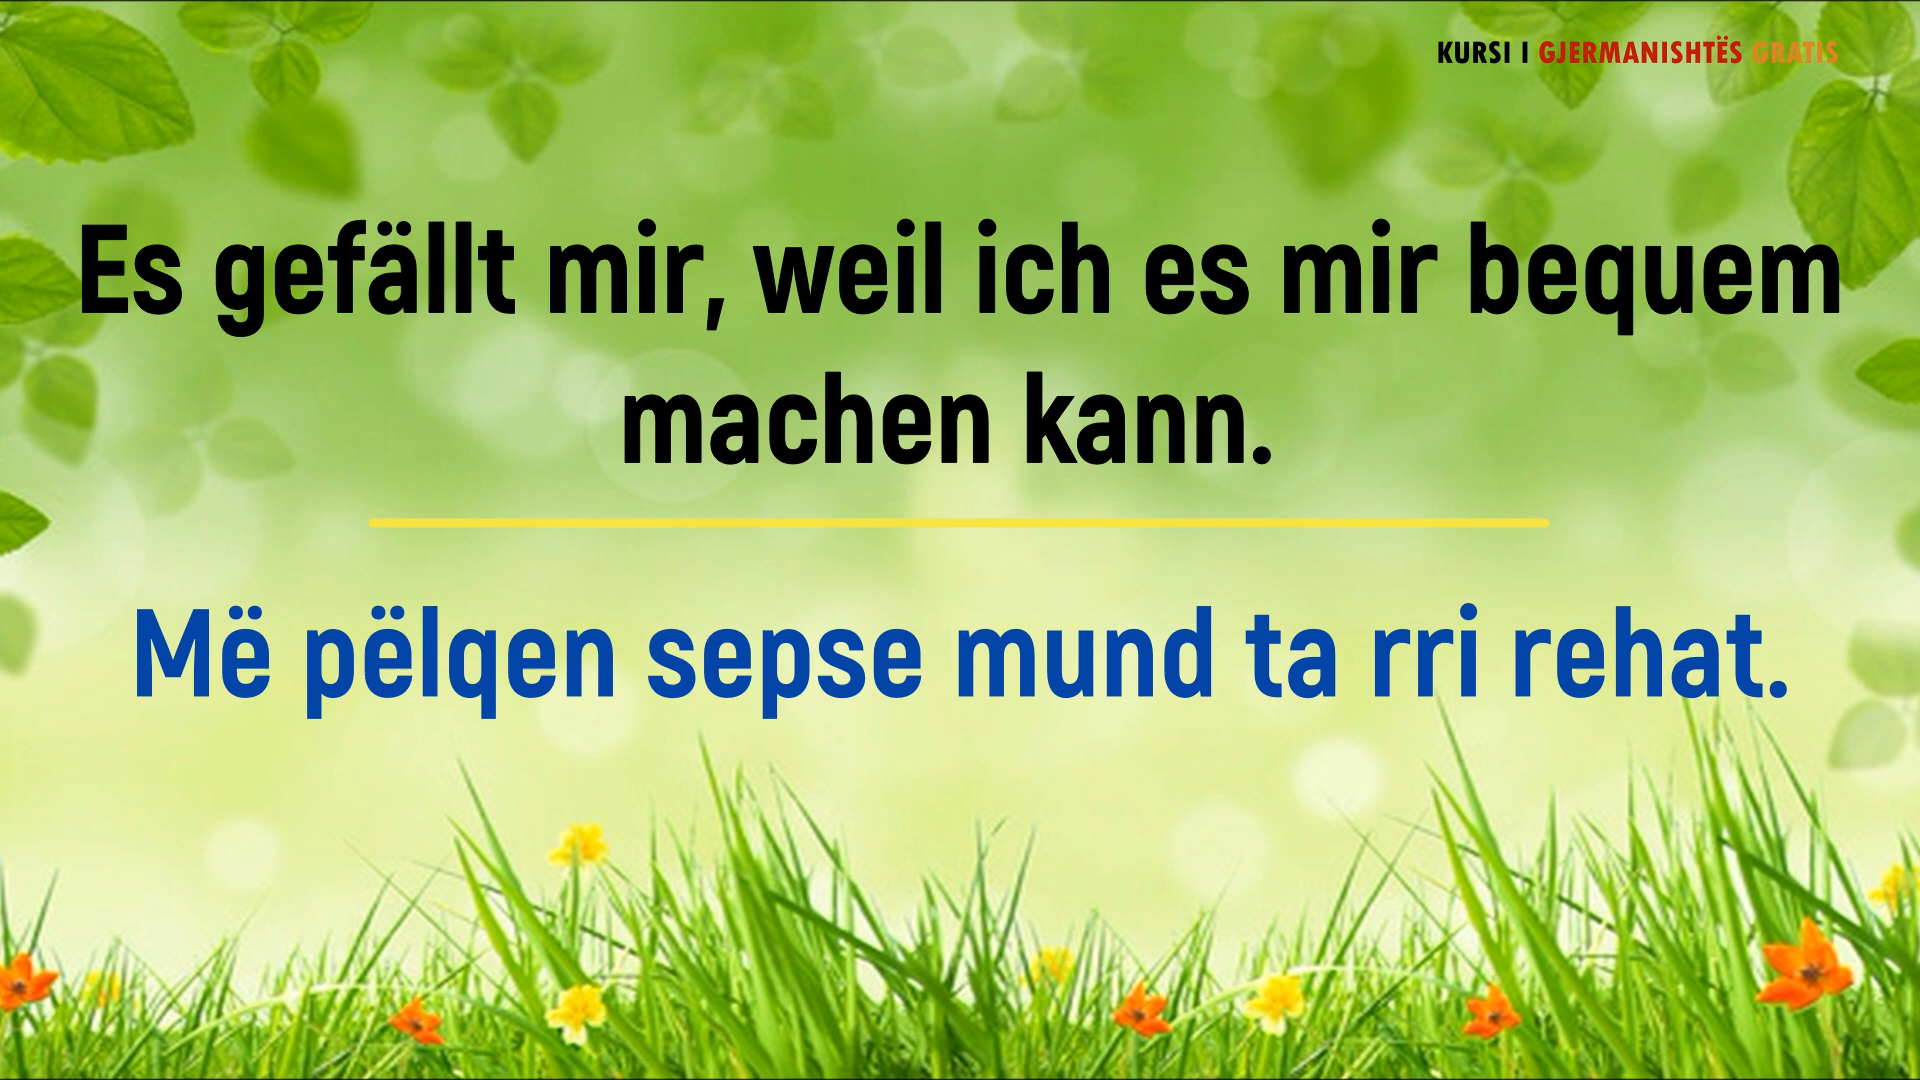 KURSI I GJERMANISHTËS GRATIS
Es gefällt mir, weil ich es mir bequem
machen kann.
Më pëlqen sepse mund ta rri rehat.